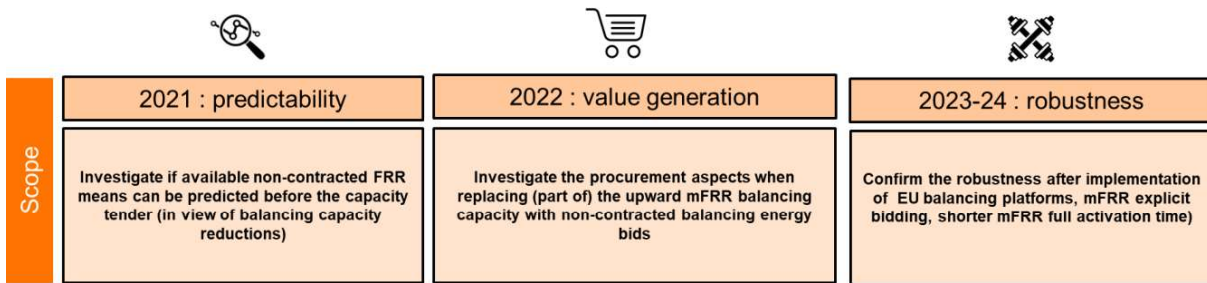 Scope
2021 : predictability
Investigate if available non-contracted FRR
means can be predicted before the capacity
tender (in view of balancing capacity
reductions)
2022 : value generation
Investigate the procurement aspects when
replacing (part of) the upward mFRR balancing
capacity with non-contracted balancing energy
bids
2023-24 : robustness
Confirm the robustness after implementation
of EU balancing platforms, mFRR explicit
bidding, shorter mFRR full activation time)